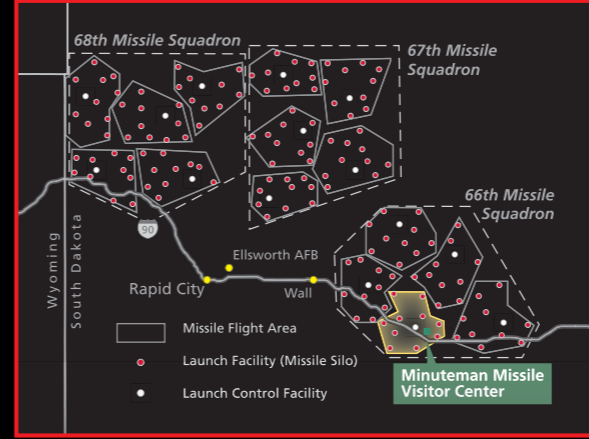 68th Missile Squadron
67th Missile
Squadron
66th Missile
Squadron
90
Wyoming
South Dakota
Ellsworth AFB
Rapid City
Wall
Missile Flight Area
Launch Facility (Missile Silo)
Launch Control Facility
Minuteman Missile
Visitor Center